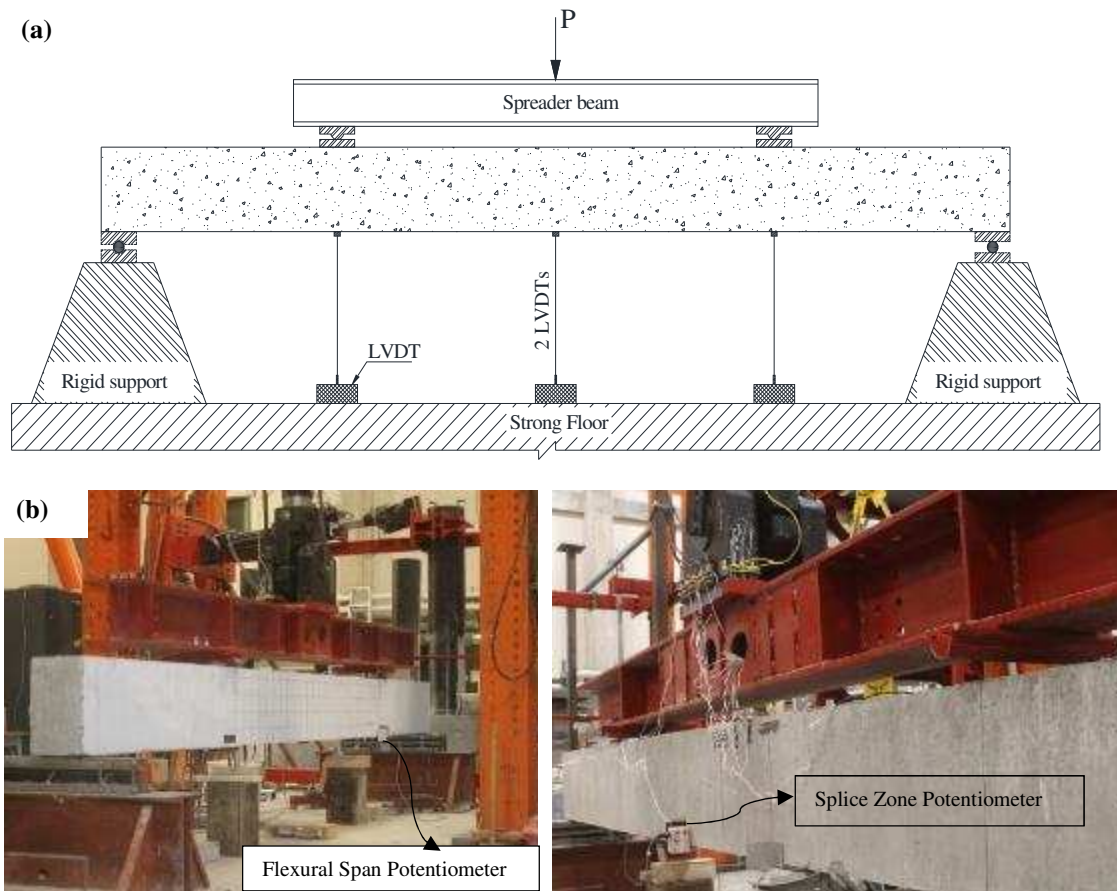 (a)
P
Spreader beam
2 LVDTs
LVDT
Rigid support
Rigid support
Strong Floor
(b)
Flexural Span Potentiometer
Splice Zone Potentiometer